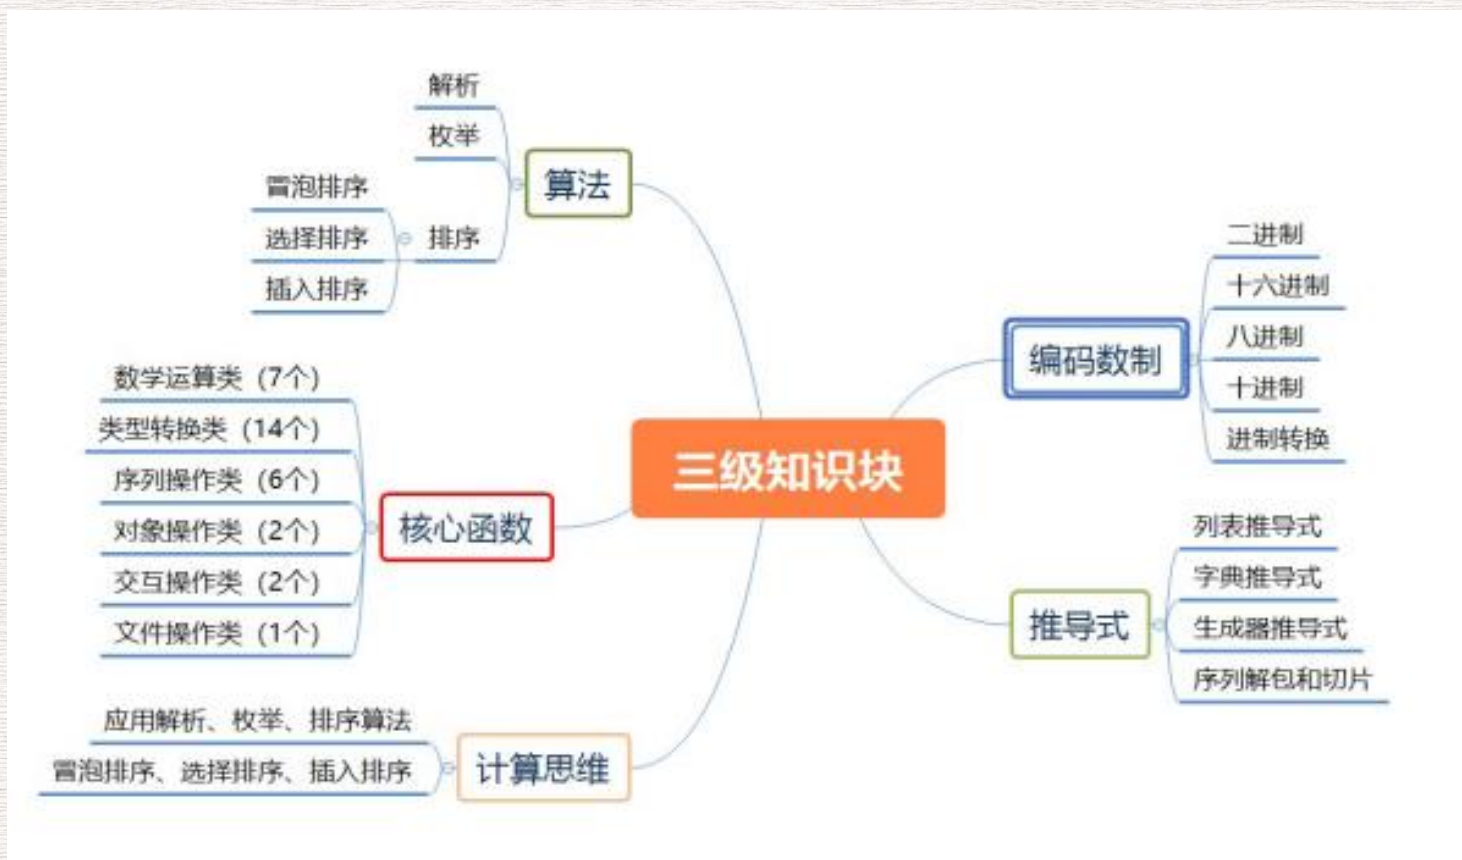 解析
枚举
算法
冒泡排序
选择排序
排序
插入排序
二进制
十六进制
八进制
编码数制
十进制
进制转换
三级知识块
数学运算类（7个）
类型转换类（14个）
序列操作类（6个）
对象操作类（2个）
交互操作类（2个）
文件操作类（1个）
核心函数
列表推导式
字典推导式
生成器推导式
序列解包和切片
推导式
应用解析、枚举、排序算法
冒泡排序、选择排序、插入排序
计算思维